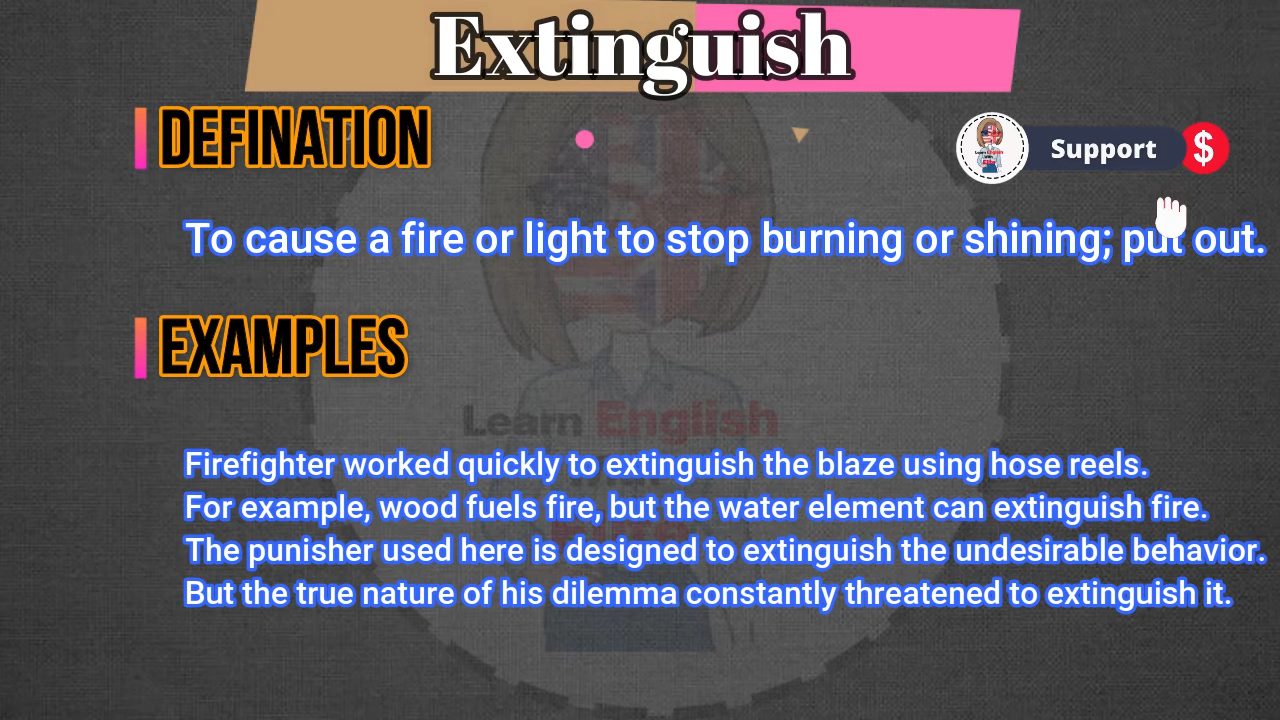 Extinguish
DEFINATION
Support $
To cause a fire or light to stop burning or shining; put out.
EXAMPLES
Learn English
Firefighter worked quickly to extinguish the blaze using hose reels.
For example, wood fuels fire, but the water element can extinguish fire.
The punisher used here is designed to extinguish the undesirable behavior.
But the true nature of his dilemma constantly threatened to extinguish it.